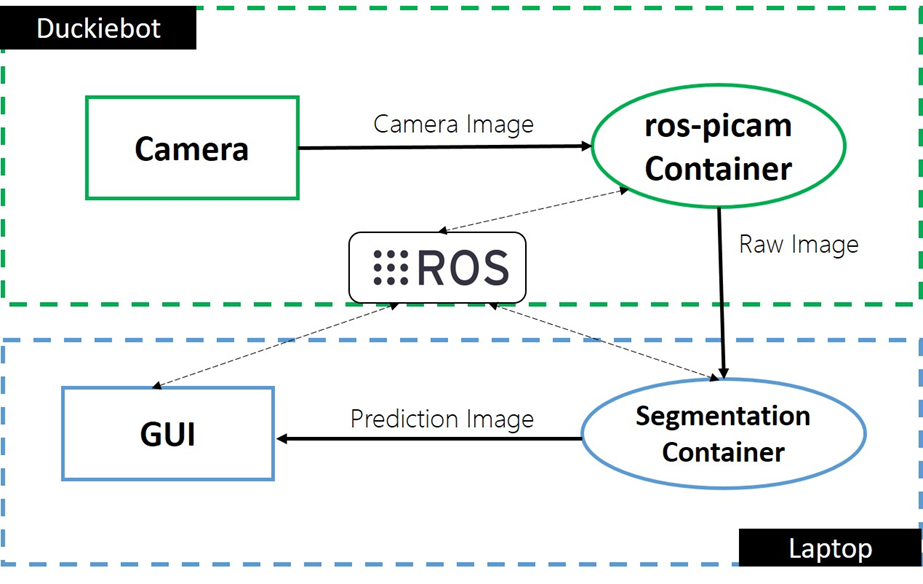 Duckiebot
Camera
Camera Image
ros-picam
Container
ROS
Raw Image
GUI
Prediction Image
Segmentation
Container
Laptop